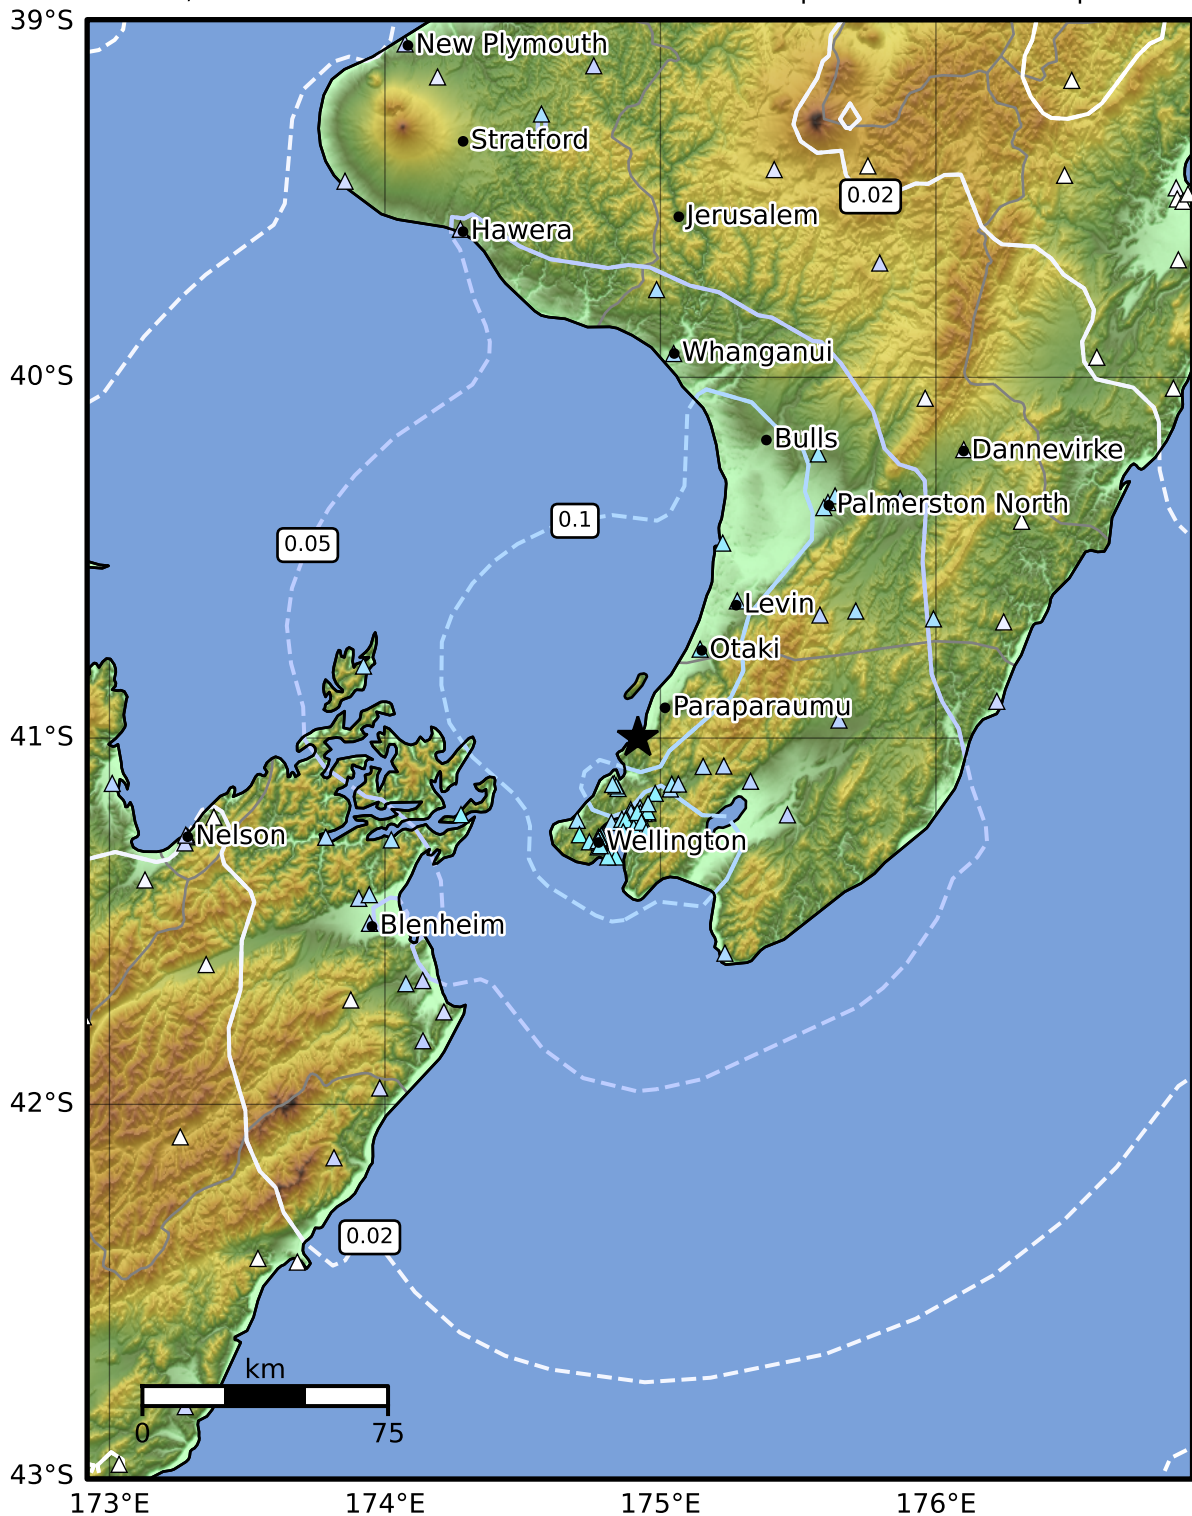 39°S
New Plymouth
Stratford
0.02
Jerusalem
Hawera
Whanganui
40°S
Bulls
Dannevirke
Palmerston North
0.1
0.05
Levin
Otaki
Paraparaumu
41°S
Nelson
Wellington
Blenheim
42°S
0.02
km
0
75
43°S
173°E
174°E
175°E
176°E